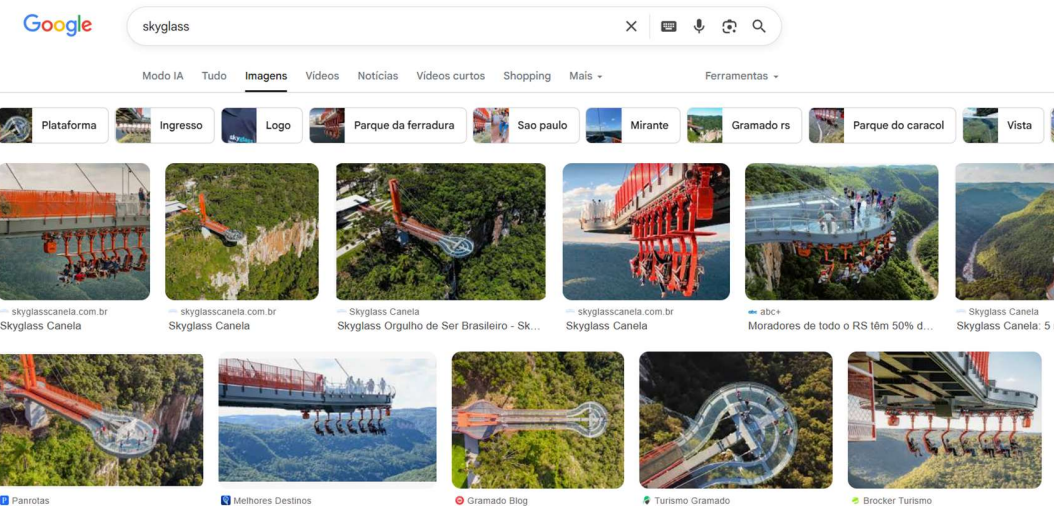 Google
skyglass
Modo IA Tudo Imagens Vídeos Notícias Vídeos curtos Shopping Mais Ferramentas
Plataforma Ingresso Logo Parque da ferradura Sao paulo Mirante Gramado rs Parque do caracol Vista
skyglasscanela.com.br skyglasscanela.com.br Skyglass Canela skyglasscanela.com.br abc+ Skyglass Canela
Skyglass Canela Skyglass Canela Skyglass Orgulho de Ser Brasileiro - Sk... Skyglass Canela Moradores de todo o RS têm 50% d... Skyglass Canela: 5
Panrotas Melhores Destinos Gramado Blog Turismo Gramado Brocker Turismo